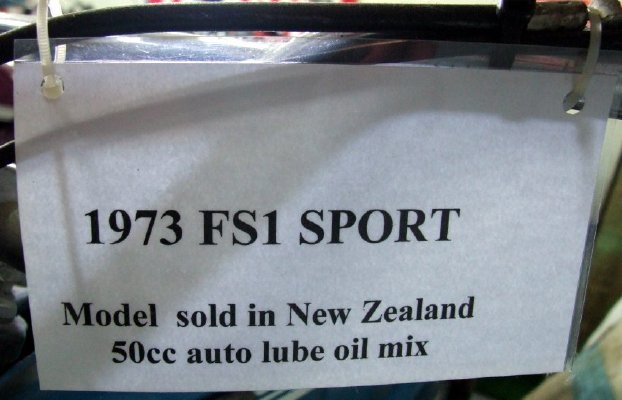 1973 FS1 SPORT
Model sold in New Zealand
50cc auto lube oil mix